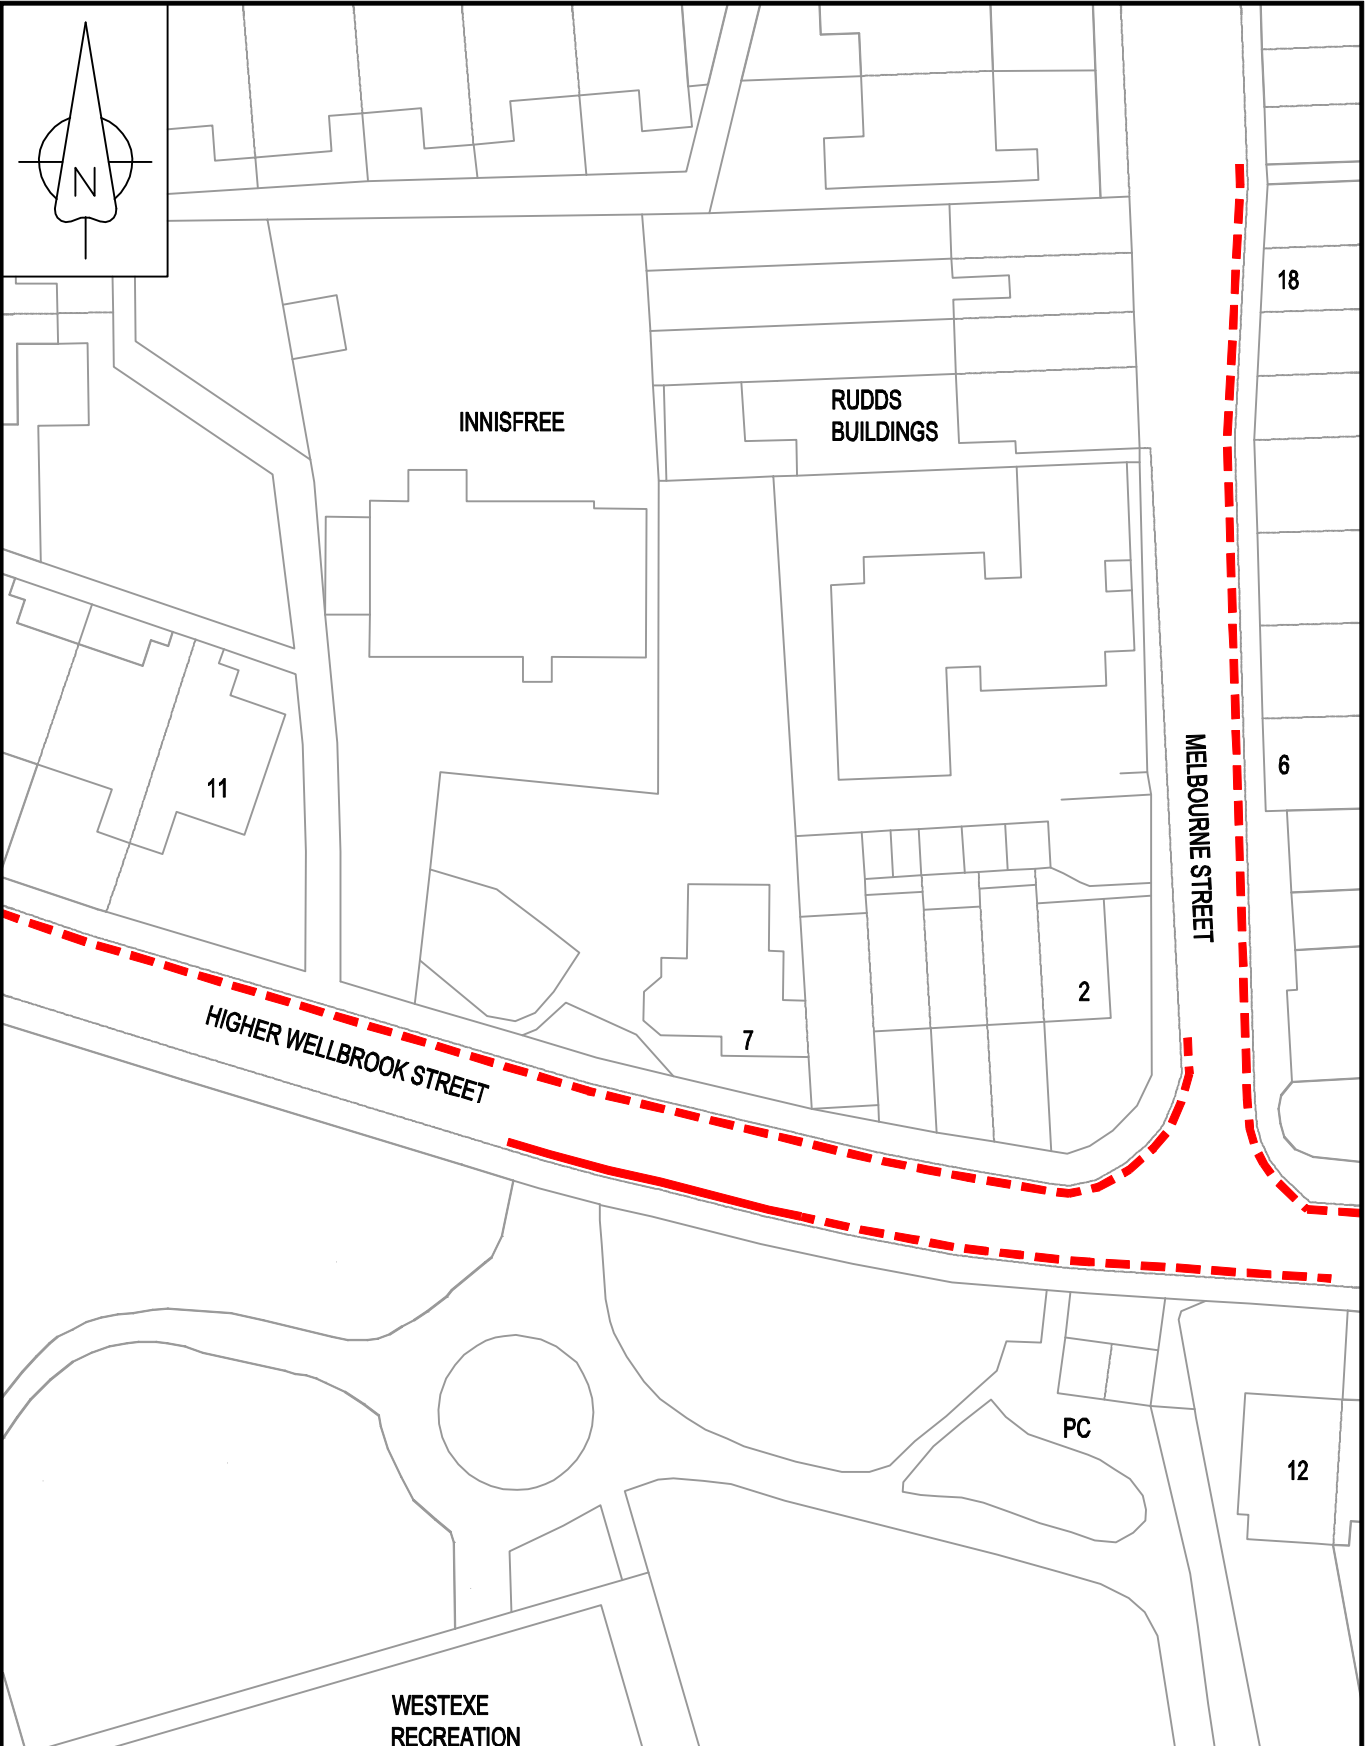 N
18
INNISFREE
RUDDS
BUILDINGS
MELBOURNE STREET
6
11
2
HIGHER WELLBROOK STREET
7
PC
12
WESTEXE
RECREATION